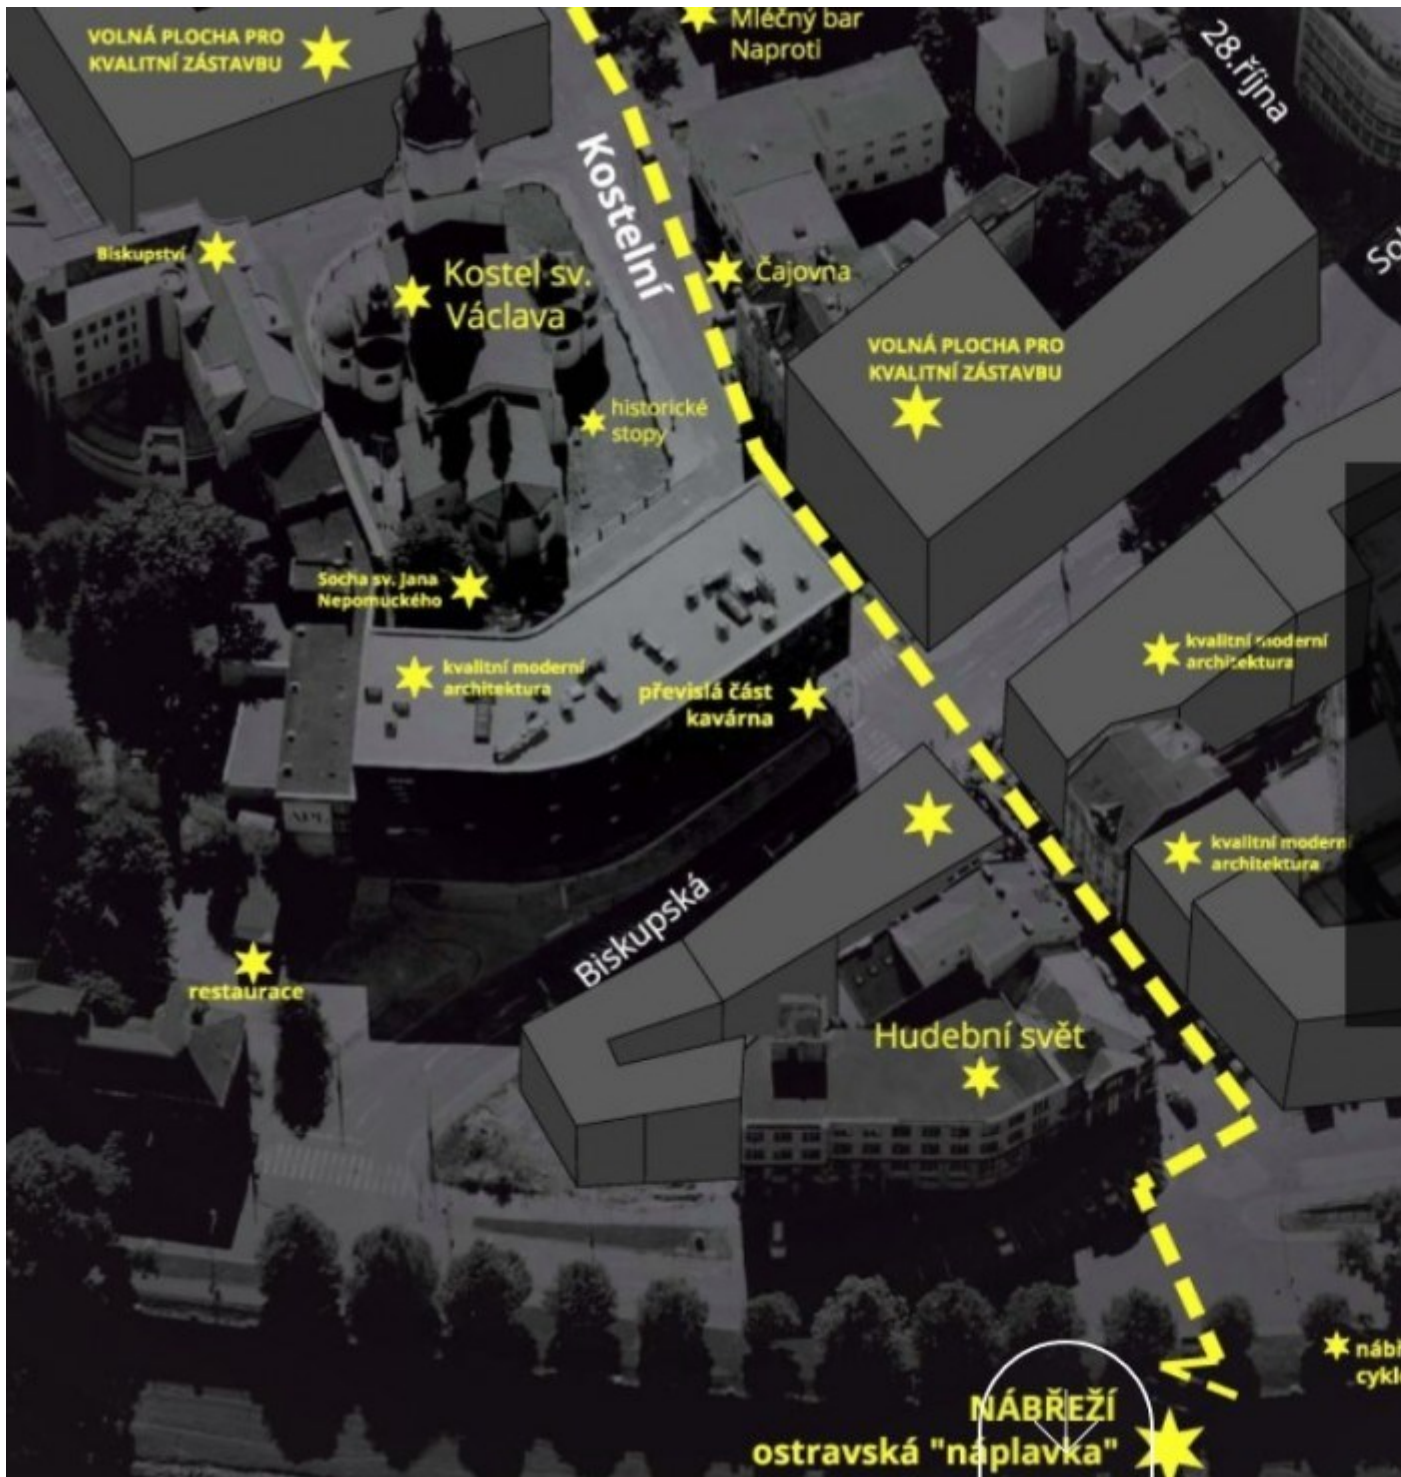 VOLNÁ PLOCHA PRO
KVALITNÍ ZÁSTAVBU
Mléčný bar
Naproti
28.října
Kostelní
Biskupství
Kostel sv.
Václava
Čajovna
VOLNÁ PLOCHA PRO
KVALITNÍ ZÁSTAVBU
historické
stopy
Socha sv. Jana
Nepomuckého
kvalitní moderní
architektura
převislá část
kavárna
kvalitní moderní
architektura
kvalitní moderní
architektura
Biskupská
restaurace
Hudební svět
NÁBŘEŽÍ
ostravská "náplavka"